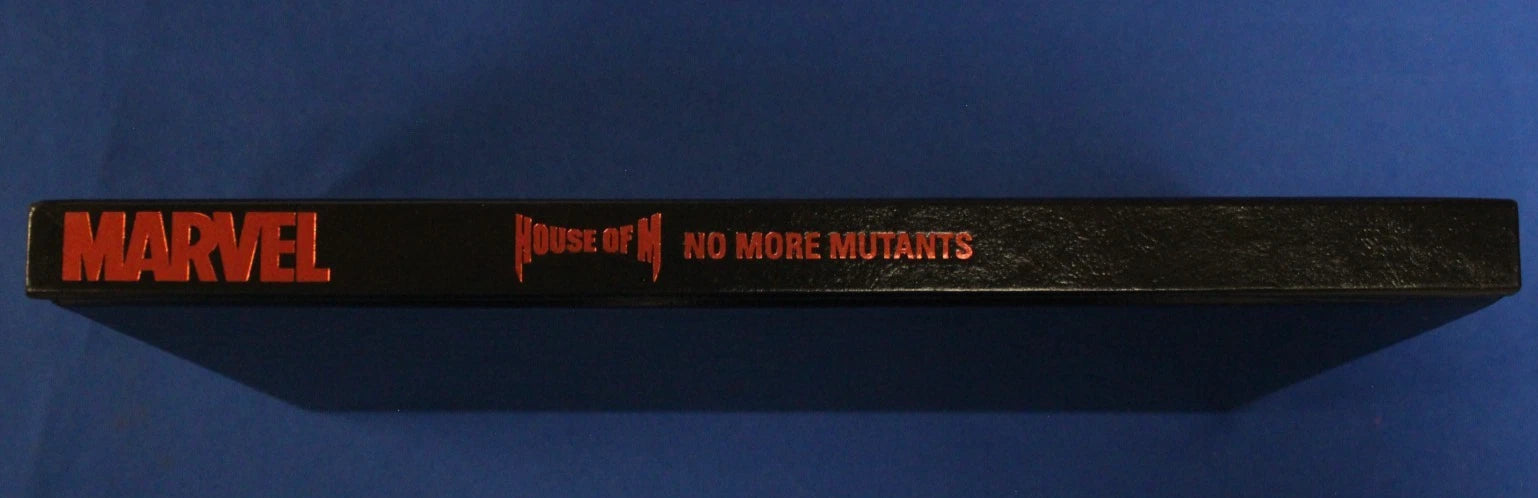 MARVEL HOUSE OF M NO MORE MUTANTS